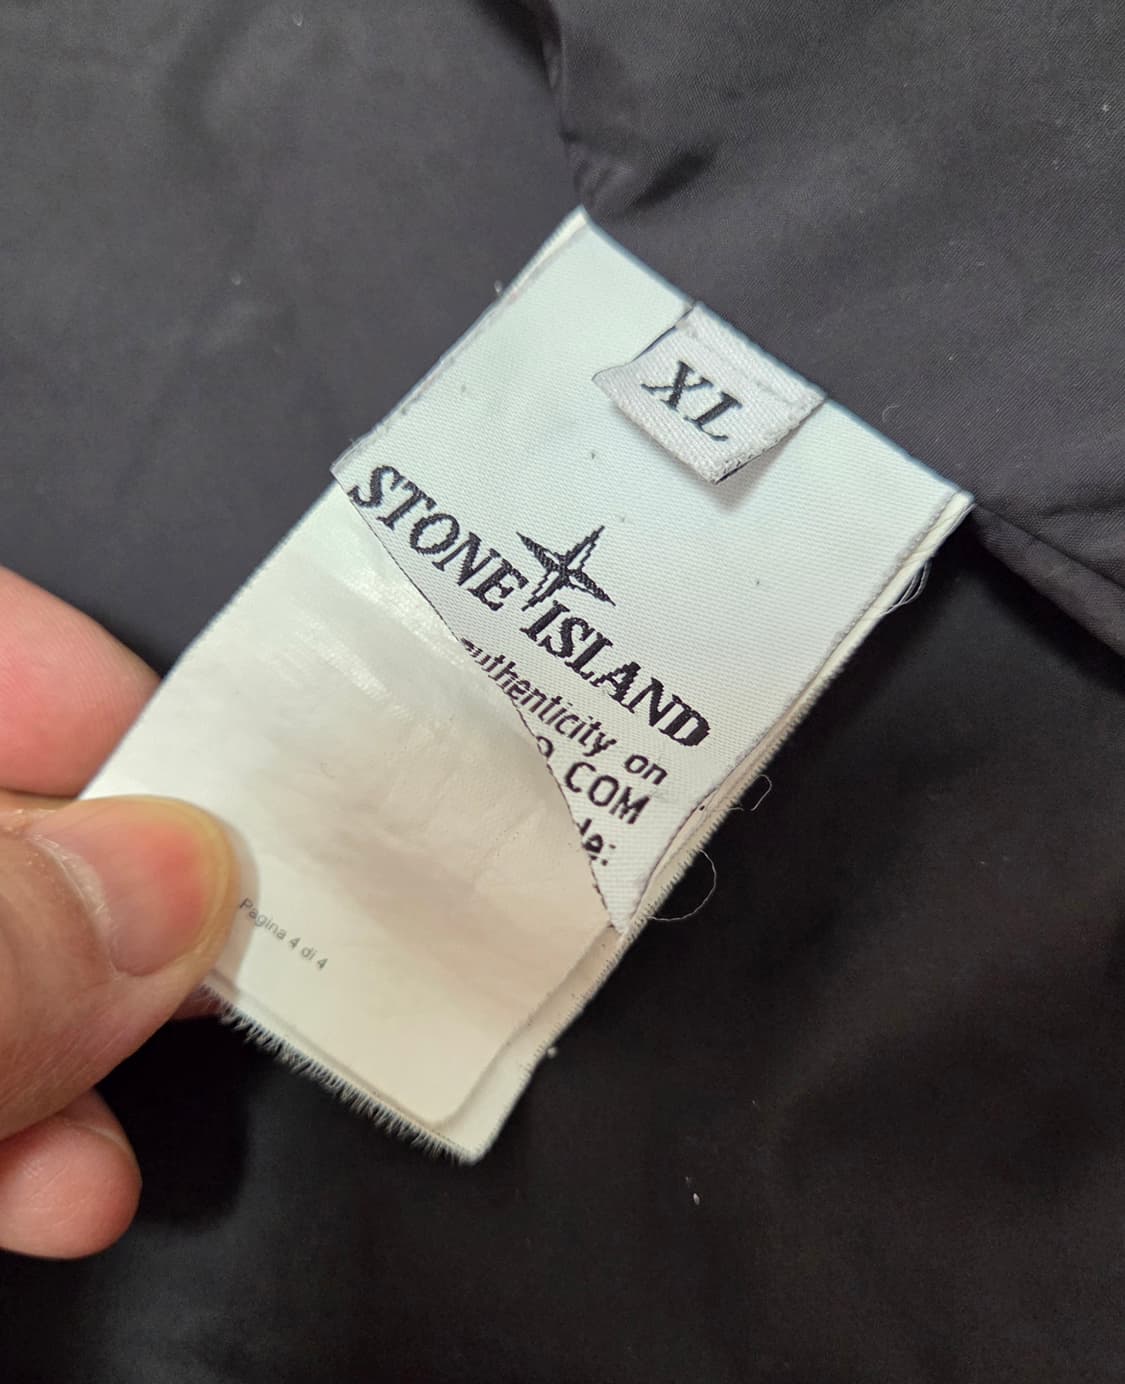 XL
STONE ISLAND
authenticity on
.COM
de:
Pagina 4 di 4